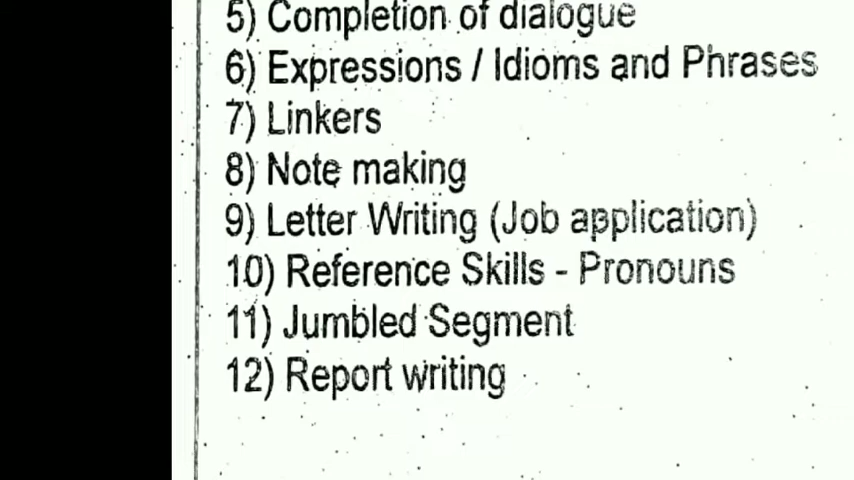 5) Completion of dialogue
6) Expressions / Idioms and Phrases
7) Linkers
8) Note making
9) Letter Writing (Job application)
10) Reference Skills - Pronouns
11) Jumbled Segment
12) Report writing